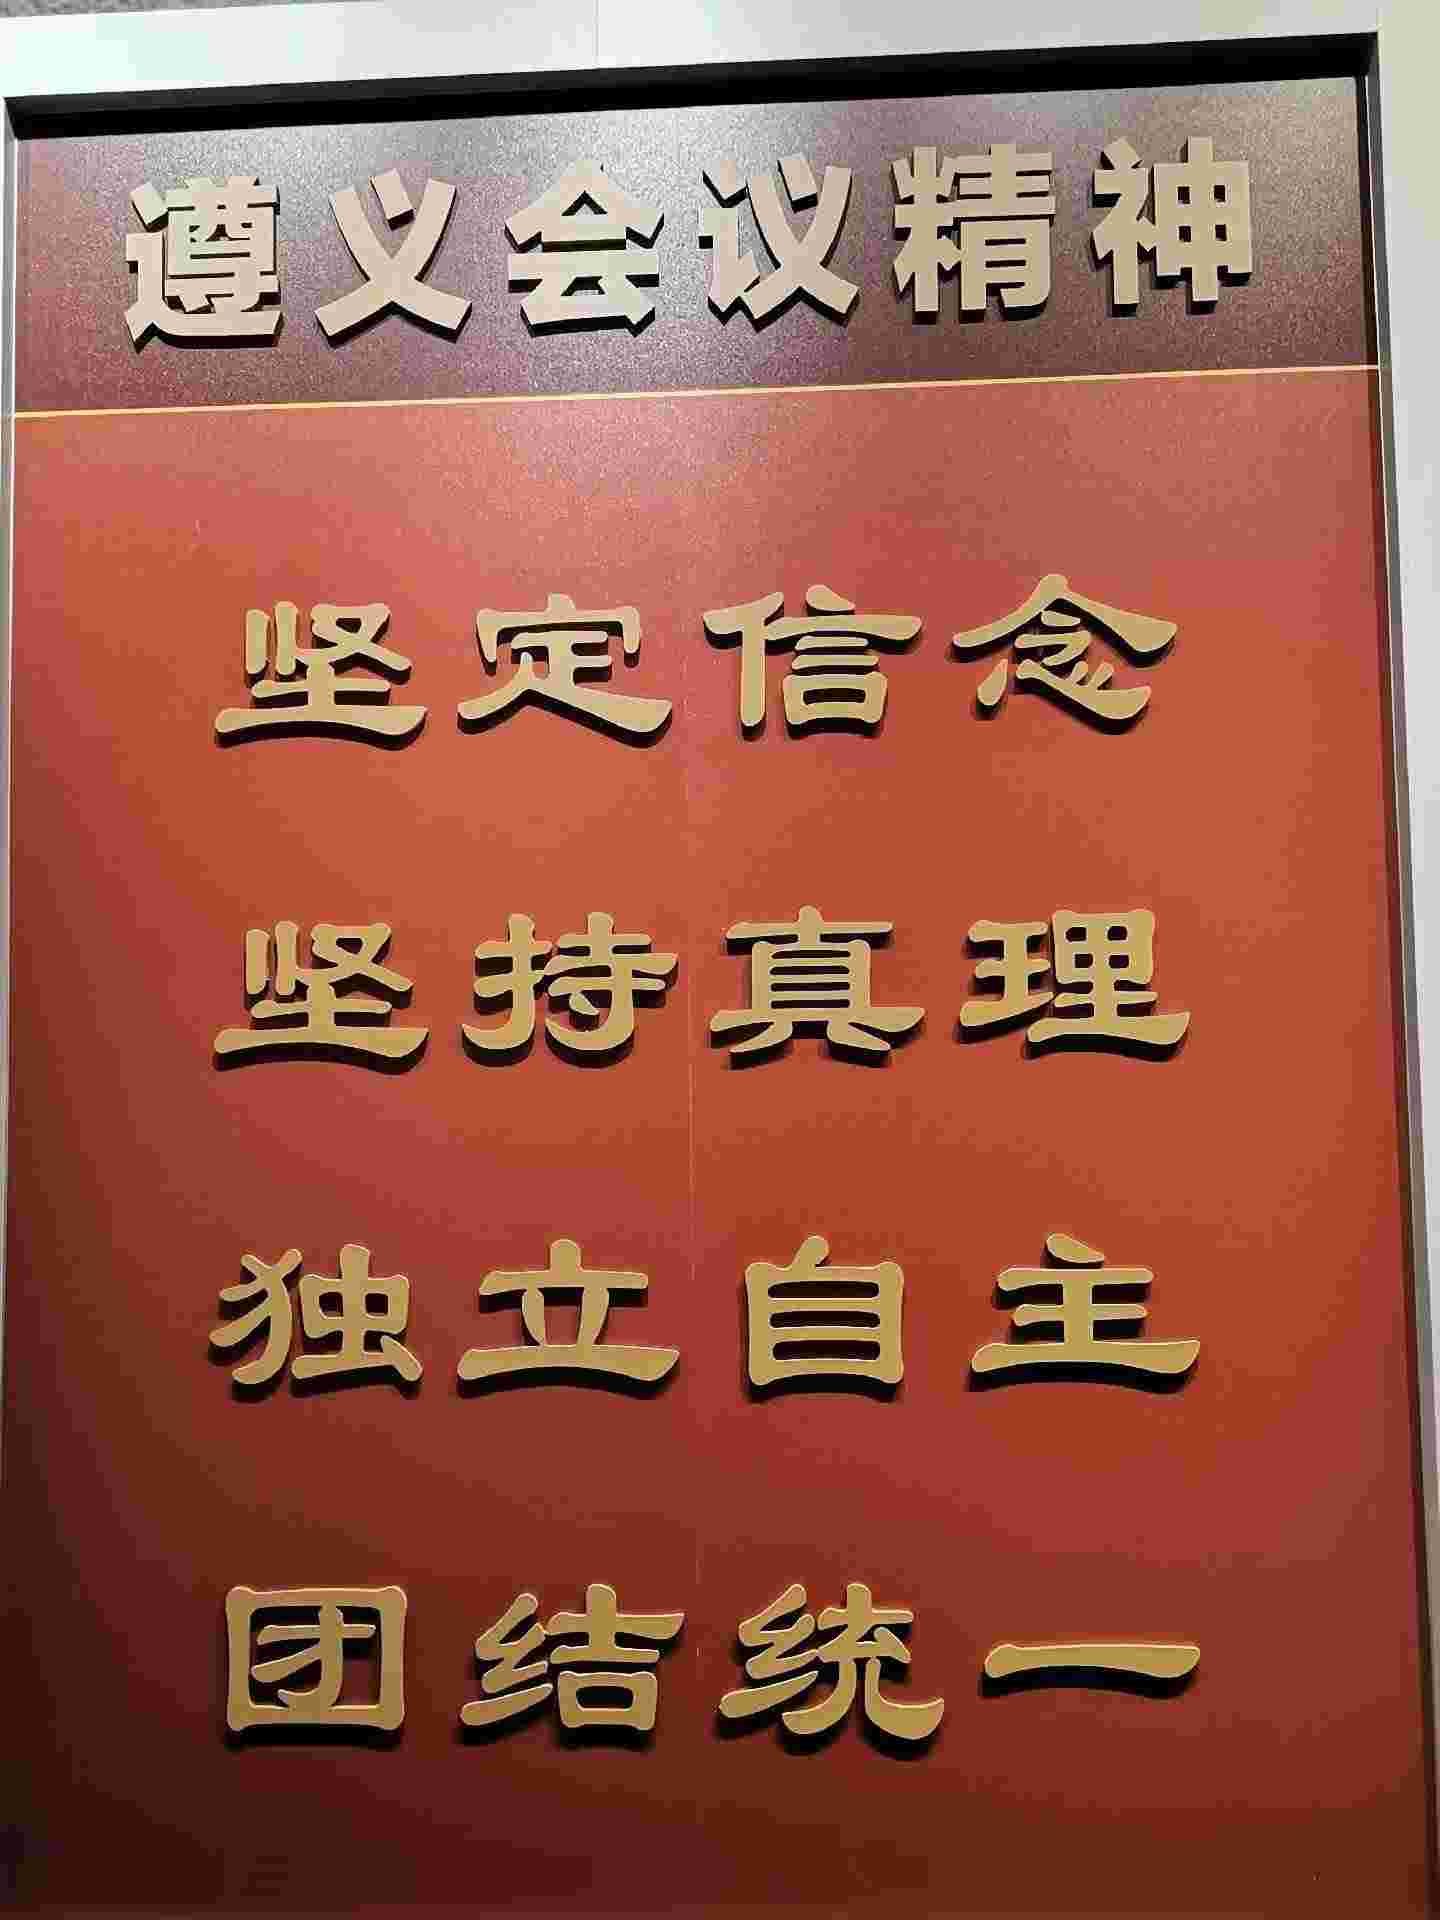 遵义会议精神
坚定信念
坚持真理
独立自主
团结统一